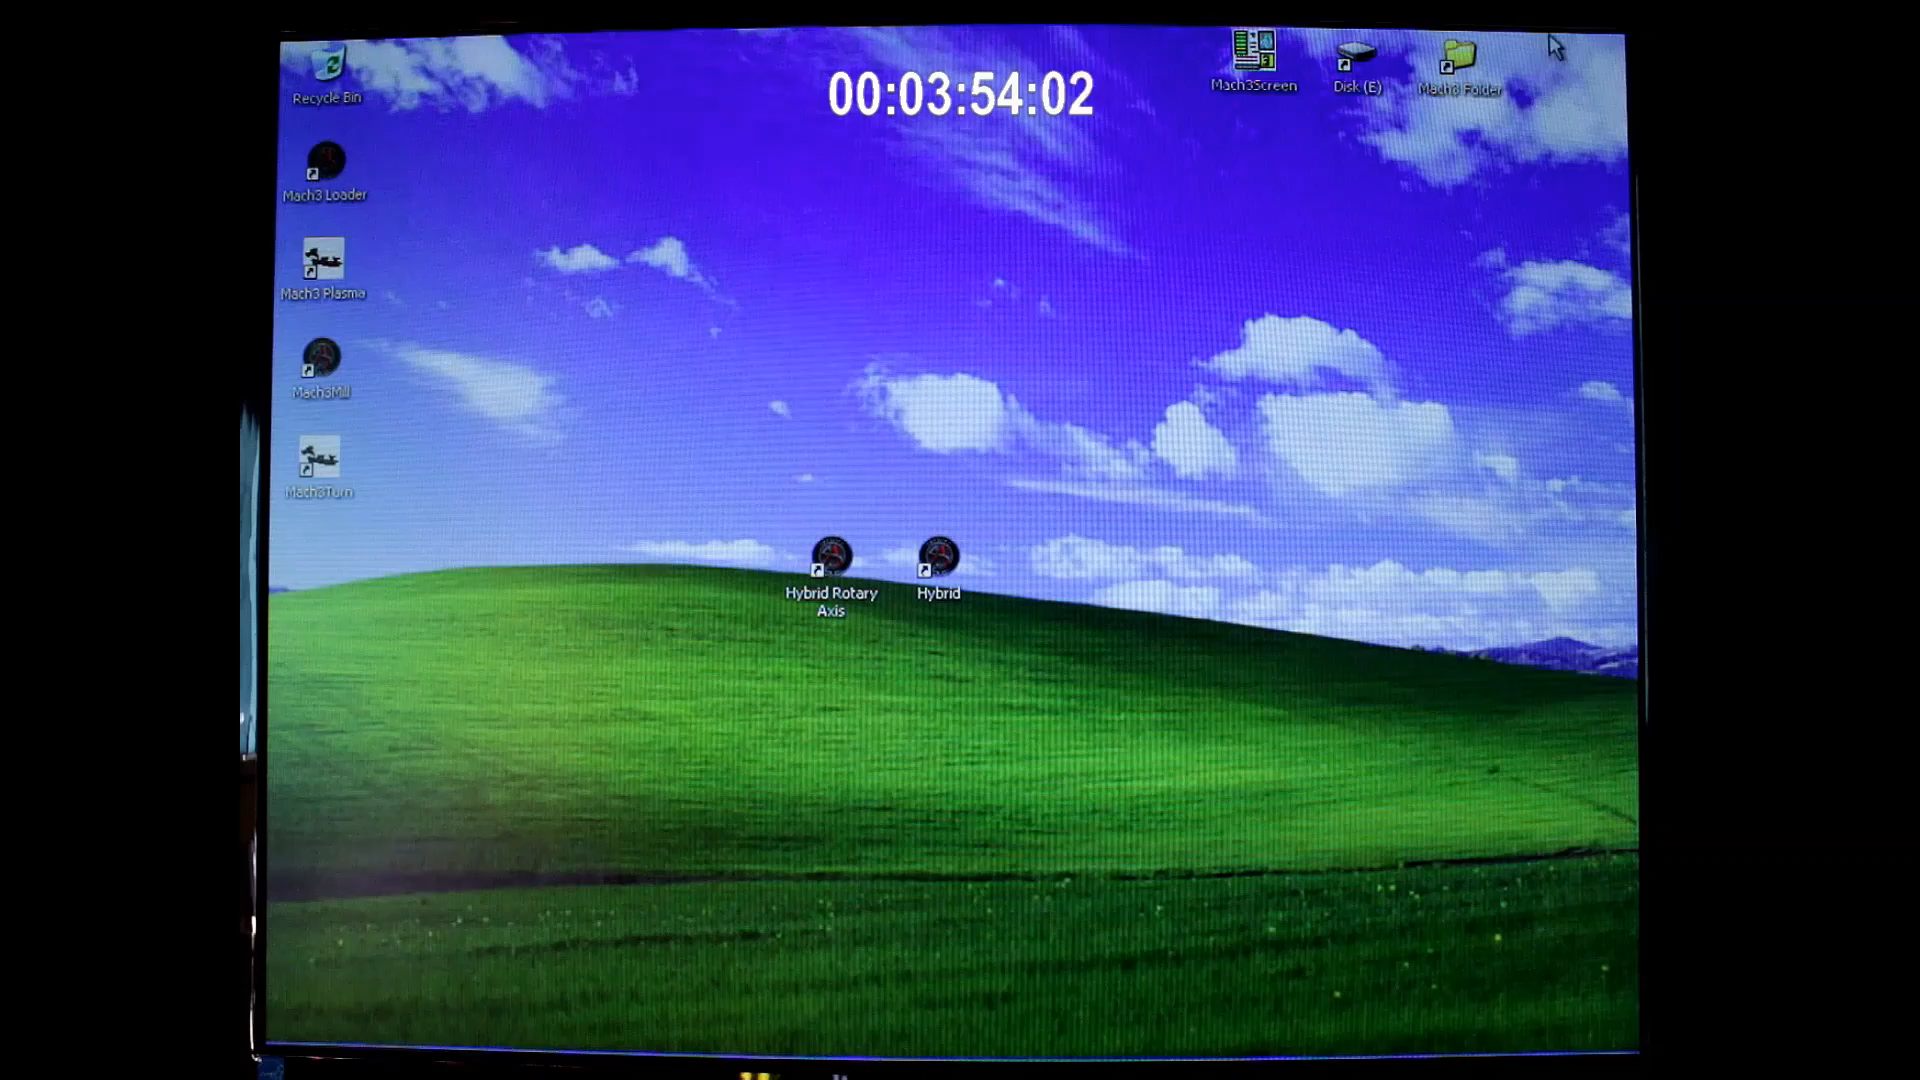 Recycle Bin
00:03:54:02
Mach3Screen
Disk (E)
Mach3 Folder
Mach3 Loader
Mach3 Plasma
Mach3Mill
Mach3Turn
Hybrid Rotary
Axis
Hybrid